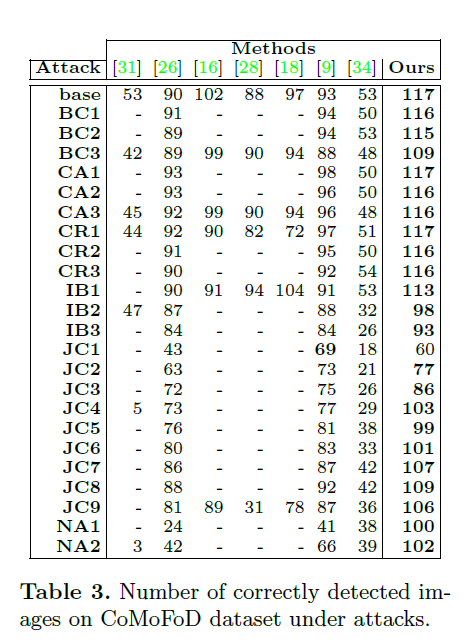 Methods
Attack [31] [26] [16] [28] [18] [9] [34] Ours
base 53 90 102 88 97 93 53 117
BC1 - 91 - - - 94 50 116
BC2 - 89 - - - 94 53 115
BC3 42 89 99 90 94 88 48 109
CA1 - 93 - - - 98 50 117
CA2 - 93 - - - 96 50 116
CA3 45 92 99 90 94 96 48 116
CR1 44 92 90 82 72 97 51 117
CR2 - 91 - - - 95 50 116
CR3 - 90 - - - 92 54 116
IB1 - 90 91 94 104 91 53 113
IB2 47 87 - - - 88 32 98
IB3 - 84 - - - 84 26 93
JC1 - 43 - - - 69 18 60
JC2 - 63 - - - 73 21 77
JC3 - 72 - - - 75 26 86
JC4 5 73 - - - 77 29 103
JC5 - 76 - - - 81 38 99
JC6 - 80 - - - 83 33 101
JC7 - 86 - - - 87 42 107
JC8 - 88 - - - 92 42 109
JC9 - 81 89 31 78 87 36 106
NA1 - 24 - - - 41 38 100
NA2 3 42 - - - 66 39 102
Table 3. Number of correctly detected im-
ages on CoMoFoD dataset under attacks.